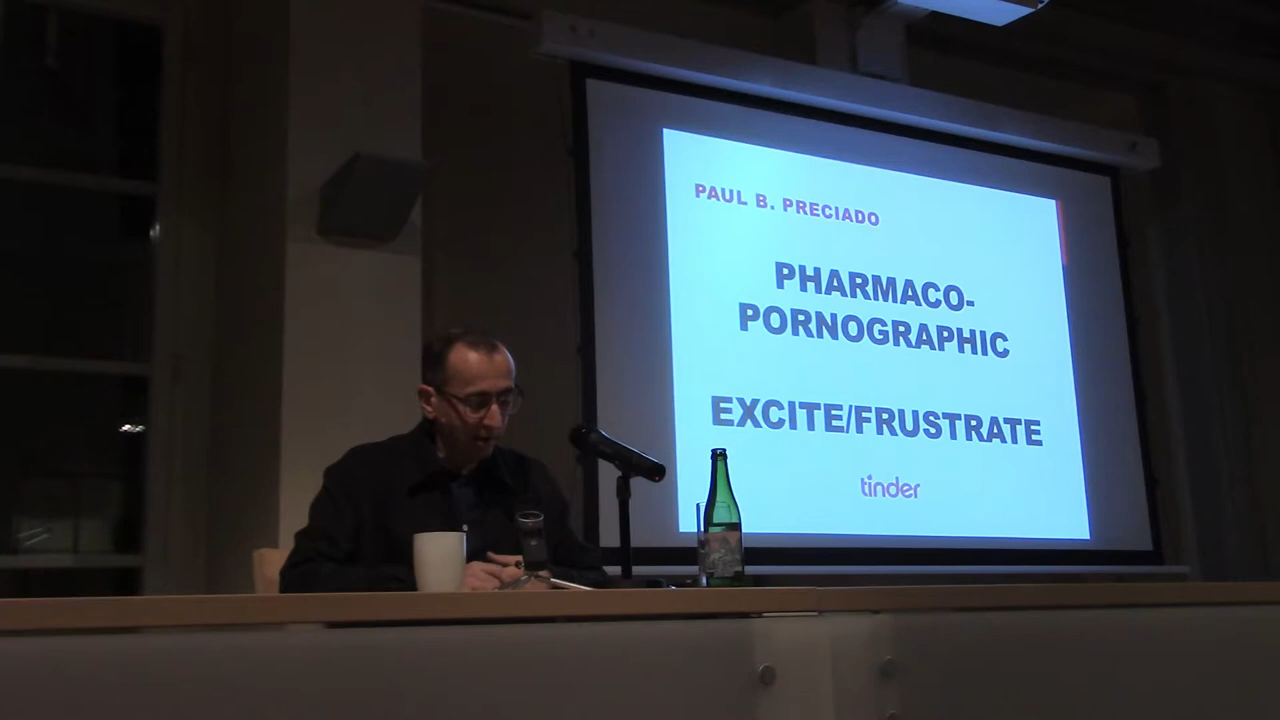 PAUL B. PRECIADO
PHARMACO-
PORNOGRAPHIC
EXCITE/FRUSTRATE
tinder